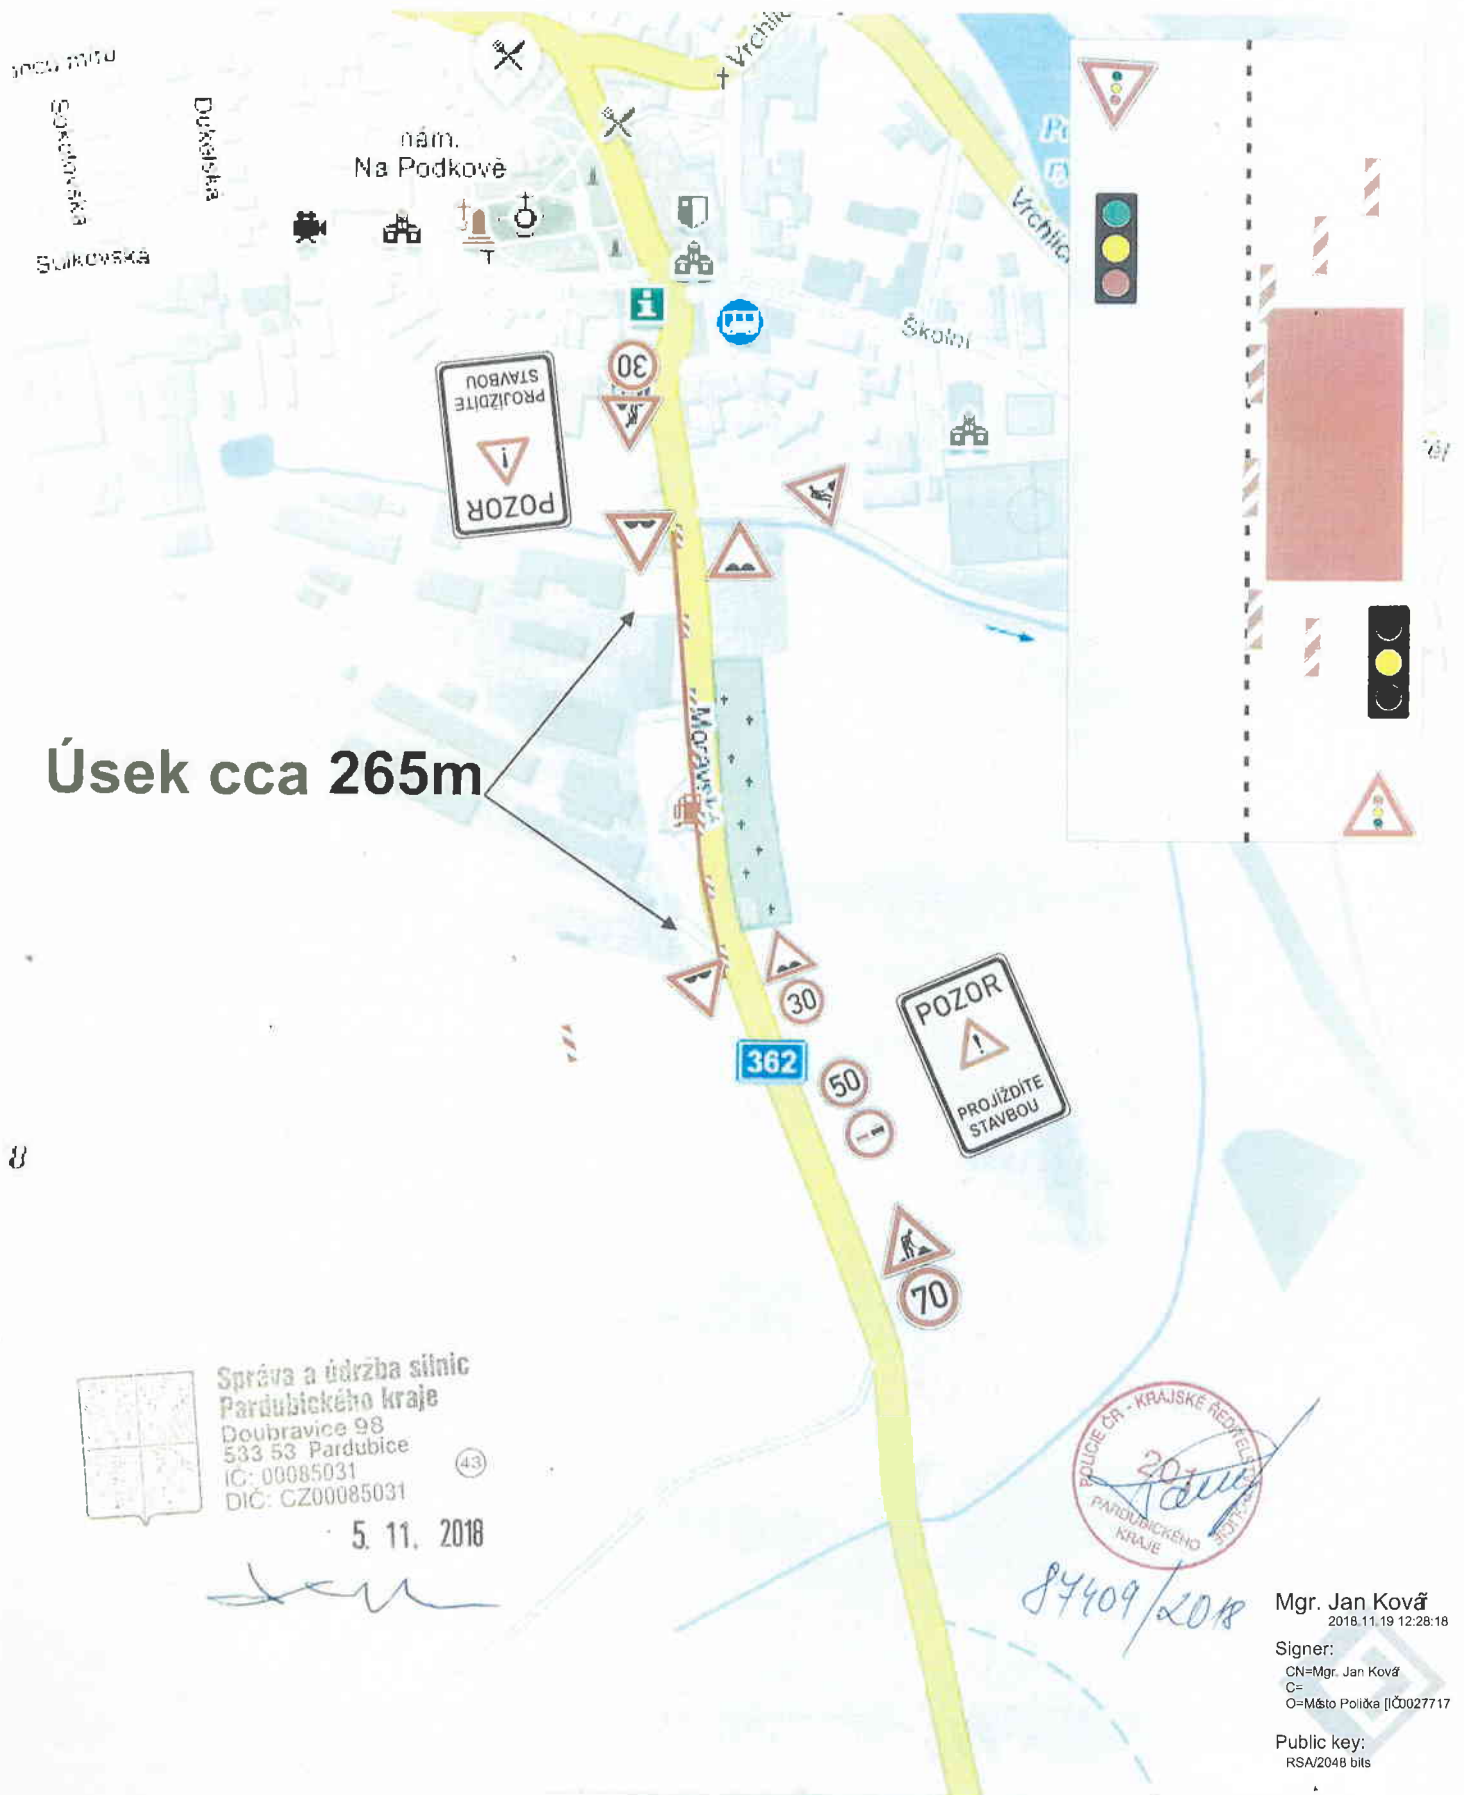 Vrchlic
Sokolovská
Dukelská
nám.
Na Podkově
Sulkovská
Vrchlic
Školní
30
POZOR
PROJÍŽDÍTE
STAVBOU
Úsek cca 265m
Moravská
30
POZOR
PROJÍŽDÍTE
STAVBOU
362
50
70
Správa a údržba silnic
Pardubického kraje
Doubravice 98
533 53 Pardubice
IČ: 00085031
DIČ: CZ00085031
43
5. 11. 2018
POLICIE ČR - KRAJSKÉ ŘEDITELSTVÍ POLICIE
PARDUBICKÉHO
KRAJE
87409/2018
Mgr. Jan Kovář
2018.11.19 12:28:18
Signer:
CN=Mgr. Jan Kovář
C=
O=Město Polička [IČ0027717
Public key:
RSA/2048 bits